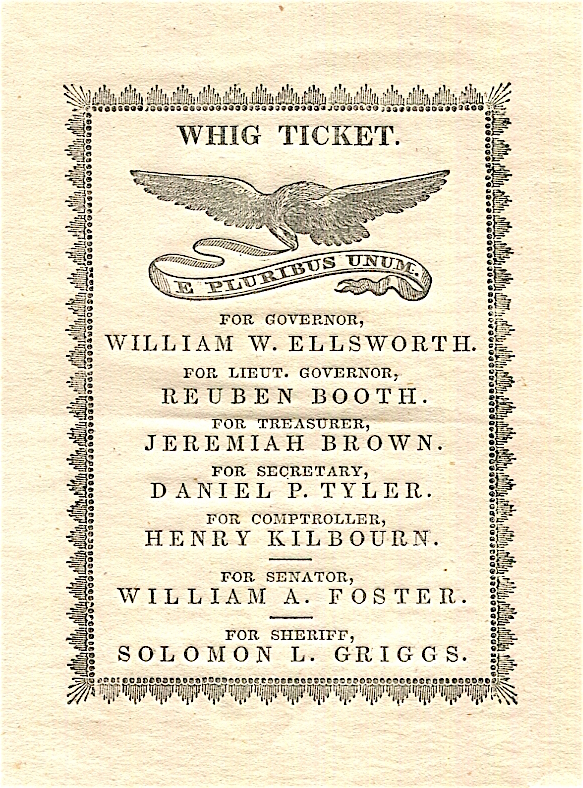 WHIG TICKET.
E PLURIBUS UNUM.
FOR GOVERNOR,
WILLIAM W. ELLSWORTH.
FOR LIEUT. GOVERNOR,
REUBEN BOOTH.
FOR TREASURER,
JEREMIAH BROWN.
FOR SECRETARY,
DANIEL P. TYLER.
FOR COMPTROLLER,
HENRY KILBOURN.
FOR SENATOR,
WILLIAM A. FOSTER.
FOR SHERIFF,
SOLOMON L. GRIGGS.